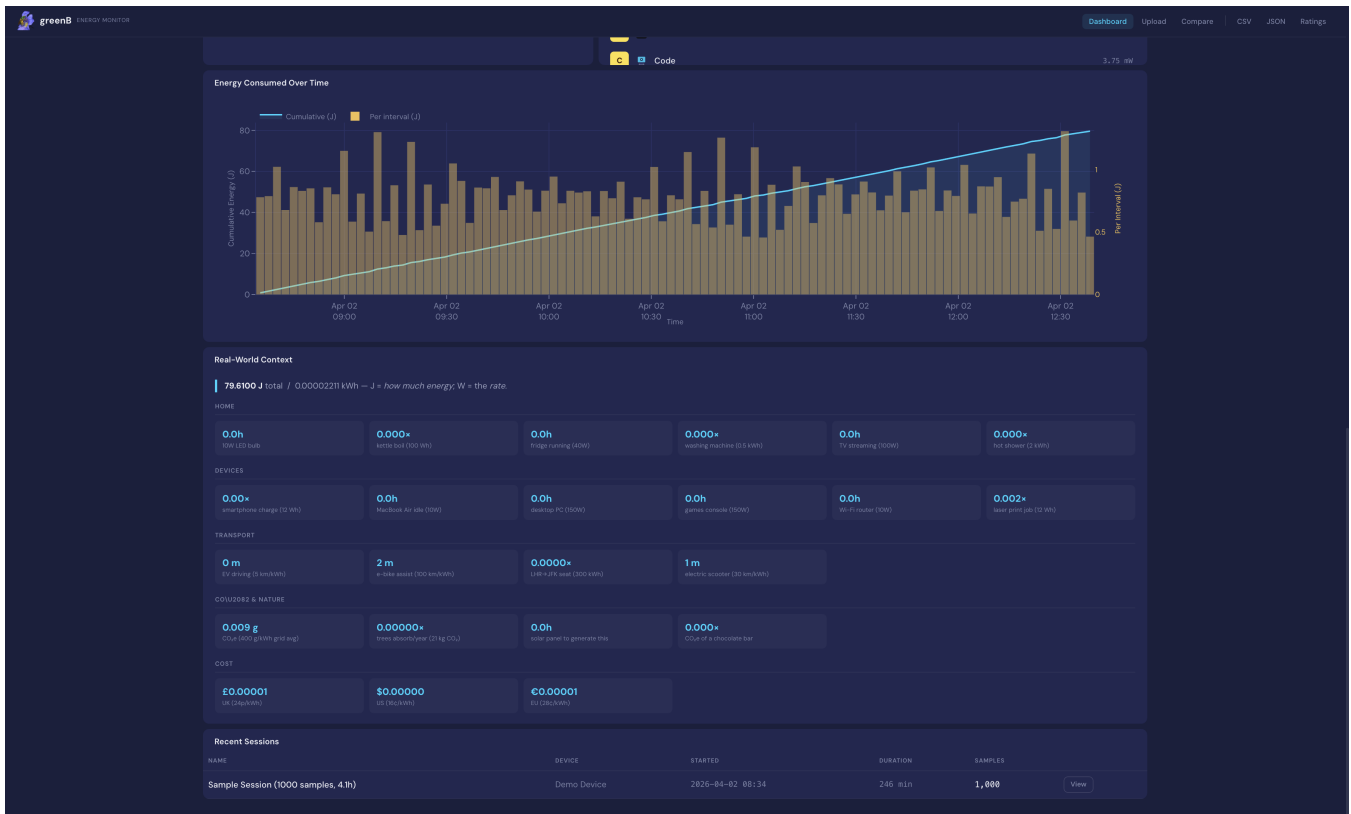 greenB ENERGY MONITOR
Dashboard Upload Compare CSV JSON Ratings
C Code 3.75 mW
Energy Consumed Over Time
Cumulative (J) Per interval (J)
80
60
40
20
0
Cumulative Energy (J)
1
0.5
0
Per Interval (J)
Apr 02 Apr 02 Apr 02 Apr 02 Apr 02 Apr 02 Apr 02 Apr 02
09:00 09:30 10:00 10:30 11:00 11:30 12:00 12:30
Time
Real-World Context
79.6100 J total / 0.00002211 kWh — J = how much energy; W = the rate.
HOME
0.0h 0.000× 0.0h 0.000× 0.0h 0.000×
10W LED bulb kettle boil (100 Wh) fridge running (40W) washing machine (0.5 kWh) TV streaming (100W) hot shower (2 kWh)
DEVICES
0.00× 0.0h 0.0h 0.0h 0.0h 0.002×
smartphone charge (12 Wh) MacBook Air idle (10W) desktop PC (150W) games console (150W) Wi-Fi router (10W) laser print job (12 Wh)
TRANSPORT
0 m 2 m 0.0000× 1 m
EV driving (5 km/kWh) e-bike assist (100 km/kWh) LHR→JFK seat (300 kWh) electric scooter (30 km/kWh)
CO\U2082 & NATURE
0.009 g 0.00000× 0.0h 0.000×
CO₂e (400 g/kWh grid avg) trees absorb/year (21 kg CO₂) solar panel to generate this CO₂e of a chocolate bar
COST
£0.00001 $0.00000 €0.00001
UK (24p/kWh) US (16c/kWh) EU (28c/kWh)
Recent Sessions
NAME DEVICE STARTED DURATION SAMPLES
Sample Session (1000 samples, 4.1h) Demo Device 2026-04-02 08:34 246 min 1,000 View